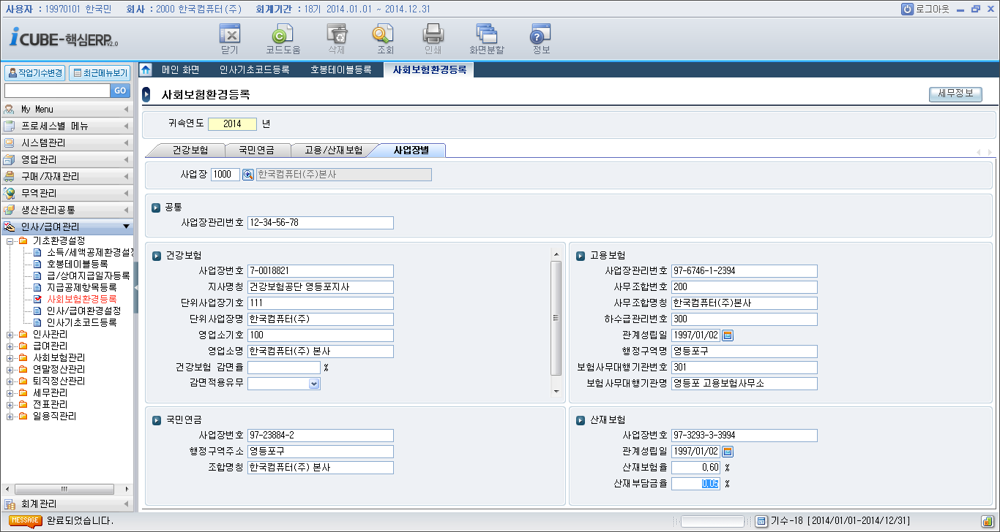 사용자 : 19970101 한국민 회사 : 2000 한국컴퓨터(주) 회계기간 : 18기 2014.01.01 ~ 2014.12.31 로그아웃
iCUBE-핵심ERP v2.0
닫기 코드도움 삭제 조회 인쇄 화면분할 정보
작업기수변경 최근메뉴보기
메인 화면 인사기초코드등록 호봉테이블등록 사회보험환경등록
GO
사회보험환경등록 세무정보
My Menu
프로세스별 메뉴
시스템관리
영업관리
구매/자재관리
무역관리
생산관리공통
인사/급여관리
기초환경설정
소득/세액공제환경설정
호봉테이블등록
급/상여지급일자등록
지급공제항목등록
사회보험환경등록
인사/급여환경설정
인사기초코드등록
인사관리
급여관리
사회보험관리
연말정산관리
퇴직정산관리
세무관리
전표관리
일용직관리
회계관리
귀속연도 2014 년
건강보험 국민연금 고용/산재보험 사업장별
사업장 1000 한국컴퓨터(주)본사
공통
사업장관리번호 12-34-56-78
건강보험
사업장번호 7-0018821
지사명칭 건강보험공단 영등포지사
단위사업장기호 111
단위사업장명 한국컴퓨터(주)
영업소기호 100
영업소명 한국컴퓨터(주) 본사
건강보험 감면율 %
감면적용유무
고용보험
사업장관리번호 97-6746-1-2394
사무조합번호 200
사무조합명칭 한국컴퓨터(주)본사
하수급관리번호 300
관계성립일 1997/01/02
행정구역명 영등포구
보험사무대행기관번호 301
보험사무대행기관명 영등포 고용보험사무소
국민연금
사업장번호 97-23884-2
행정구역주소 영등포구
조합명칭 한국컴퓨터(주) 본사
산재보험
사업장번호 97-3293-3-3994
관계성립일 1997/01/02
산재보험율 0.60 %
산재부담금율 0.05 %
MESSAGE 완료되었습니다. 기수-18 [2014/01/01-2014/12/31]